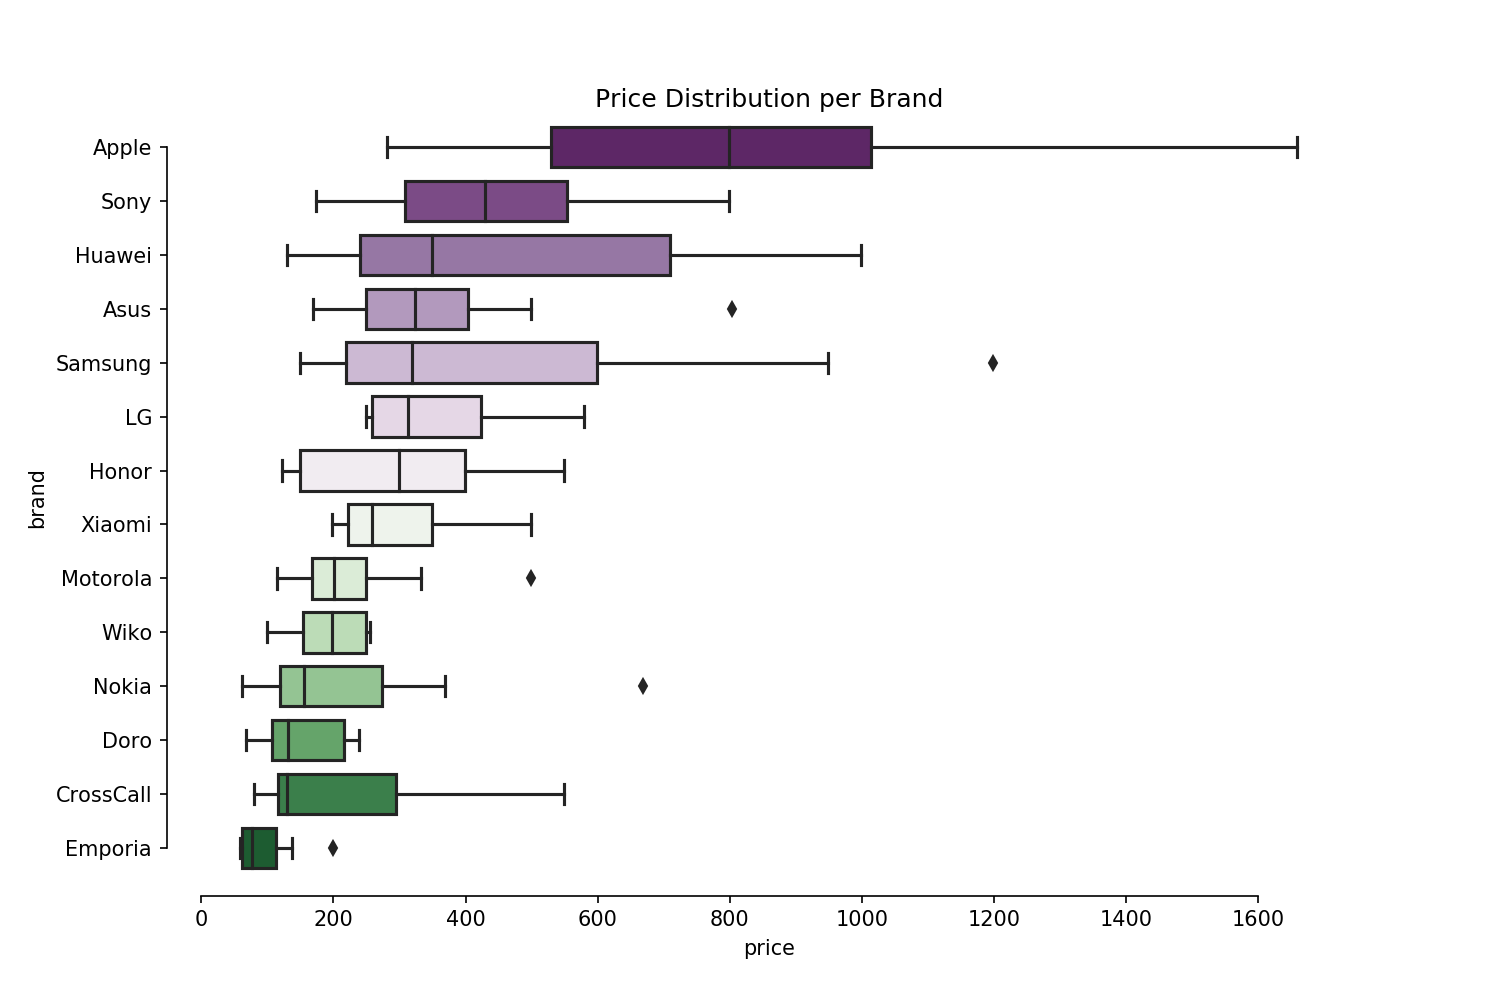 Price Distribution per Brand
Apple
Sony
Huawei
Asus
Samsung
LG
Honor
Xiaomi
Motorola
Wiko
Nokia
Doro
CrossCall
Emporia
brand
0 200 400 600 800 1000 1200 1400 1600
price